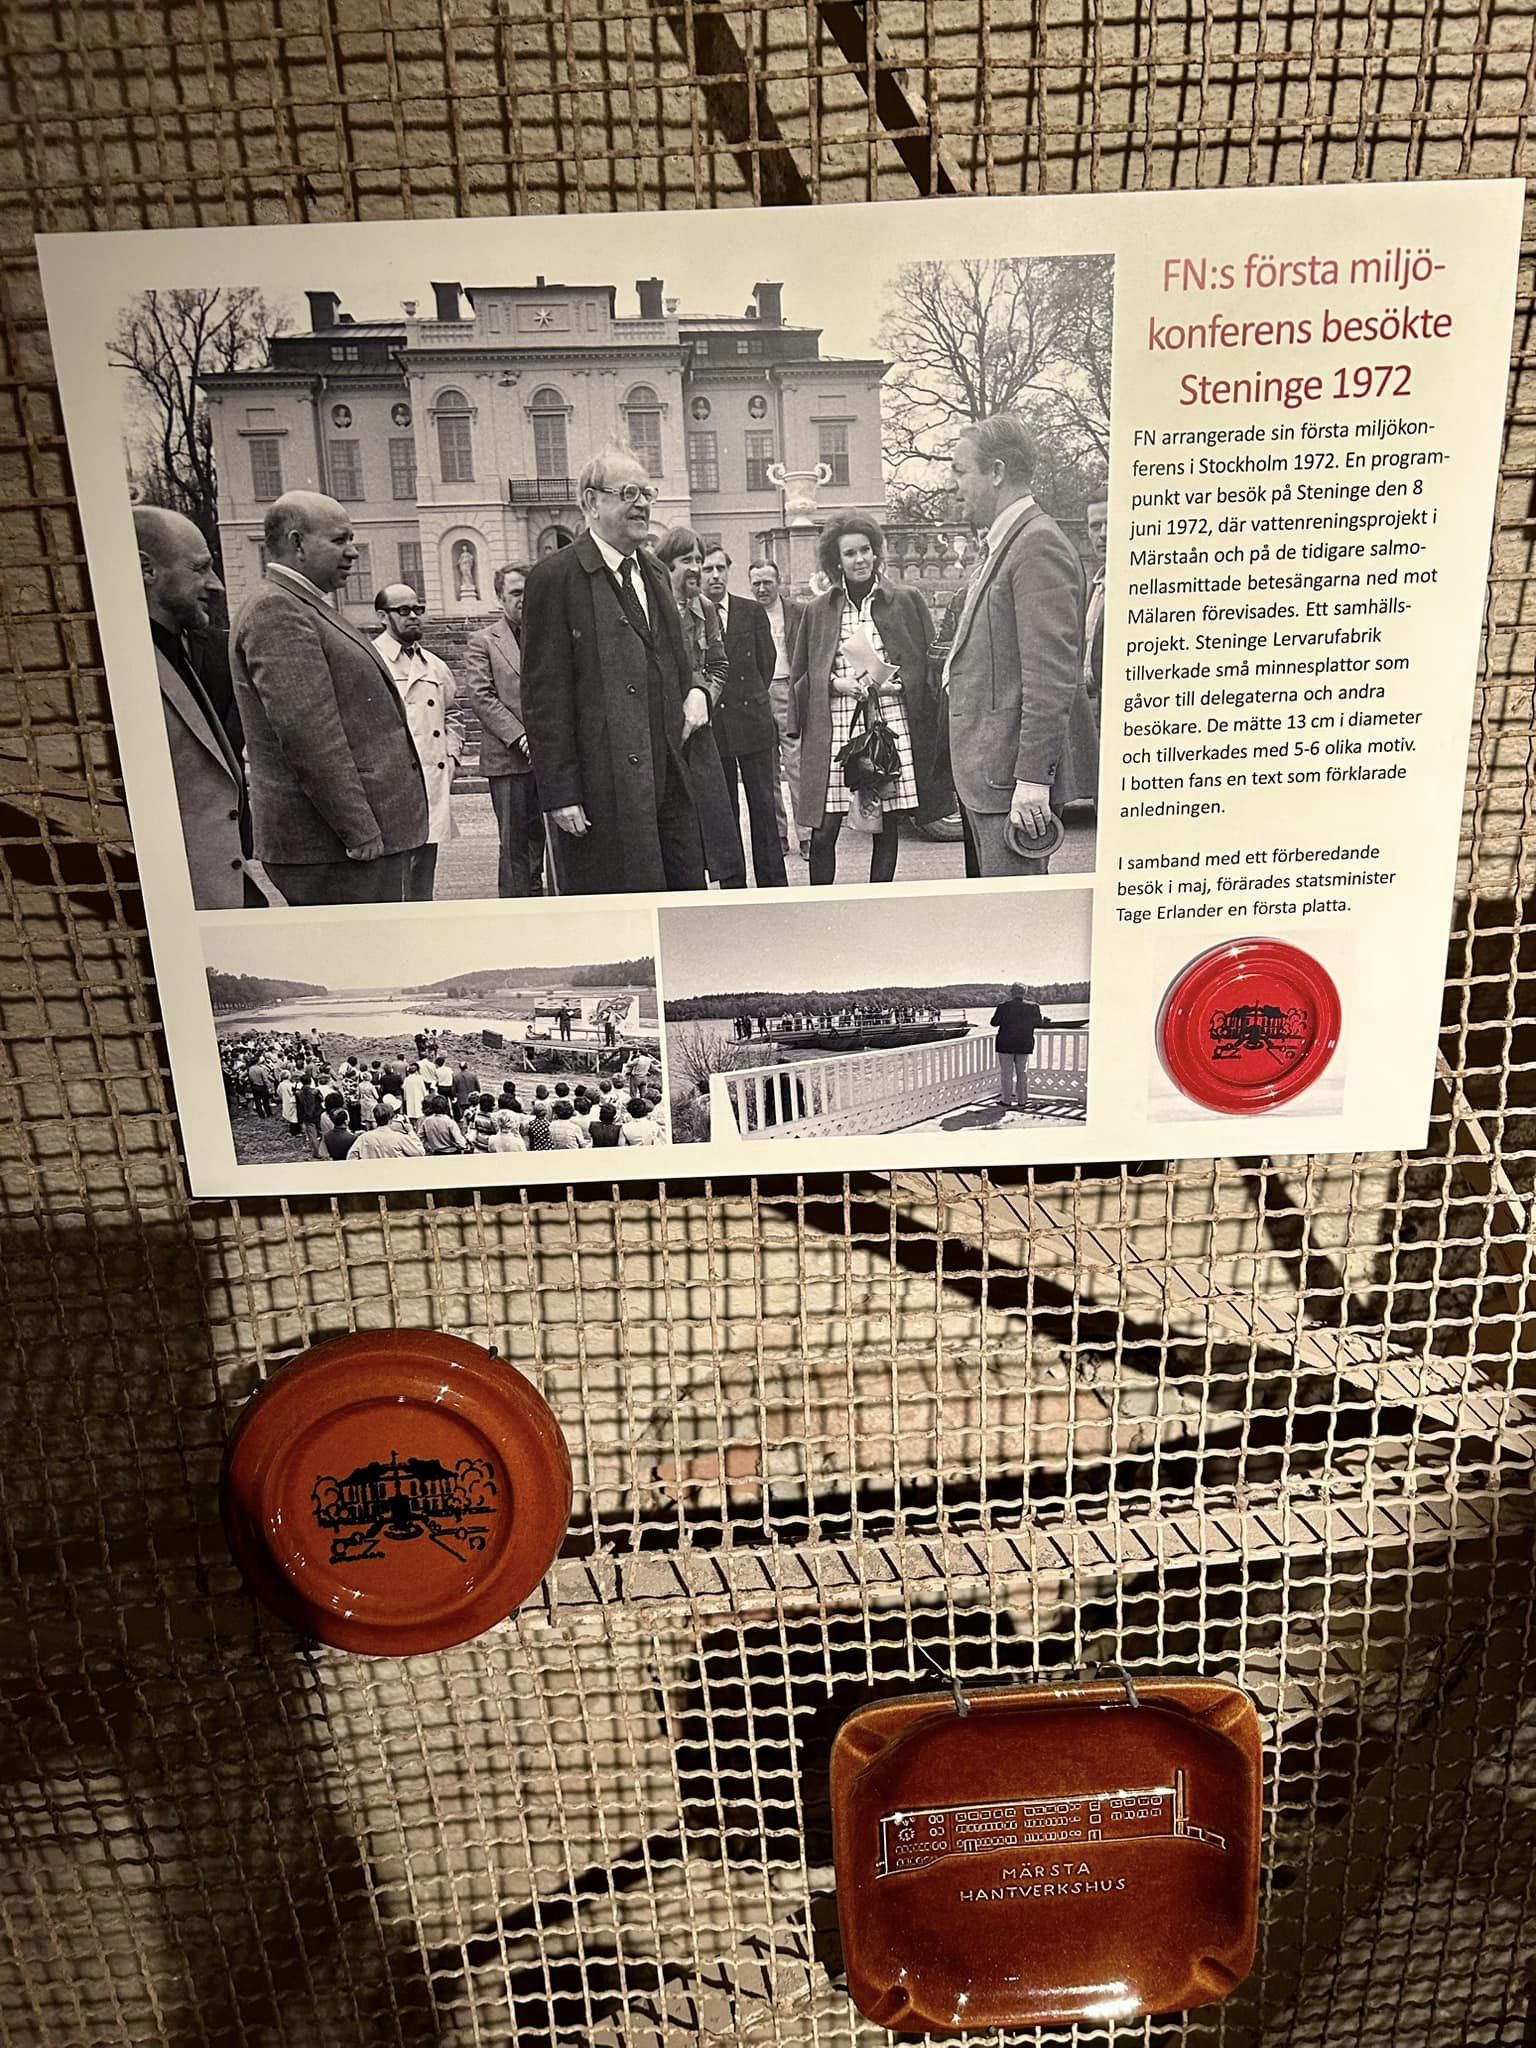 FN:s första miljö-
konferens besökte
Steninge 1972
FN arrangerade sin första miljökon-
ferens i Stockholm 1972. En program-
punkt var besök på Steninge den 8
juni 1972, där vattenreningsprojekt i
Märstaån och på de tidigare salmo-
nellasmittade betesängarna ned mot
Mälaren förevisades. Ett samhälls-
projekt. Steninge Lervarufabrik
tillverkade små minnesplattor som
gåvor till delegaterna och andra
besökare. De mätte 13 cm i diameter
och tillverkades med 5-6 olika motiv.
I botten fans en text som förklarade
anledningen.
I samband med ett förberedande
besök i maj, förärades statsminister
Tage Erlander en första platta.
MÄRSTA
HANTVERKSHUS